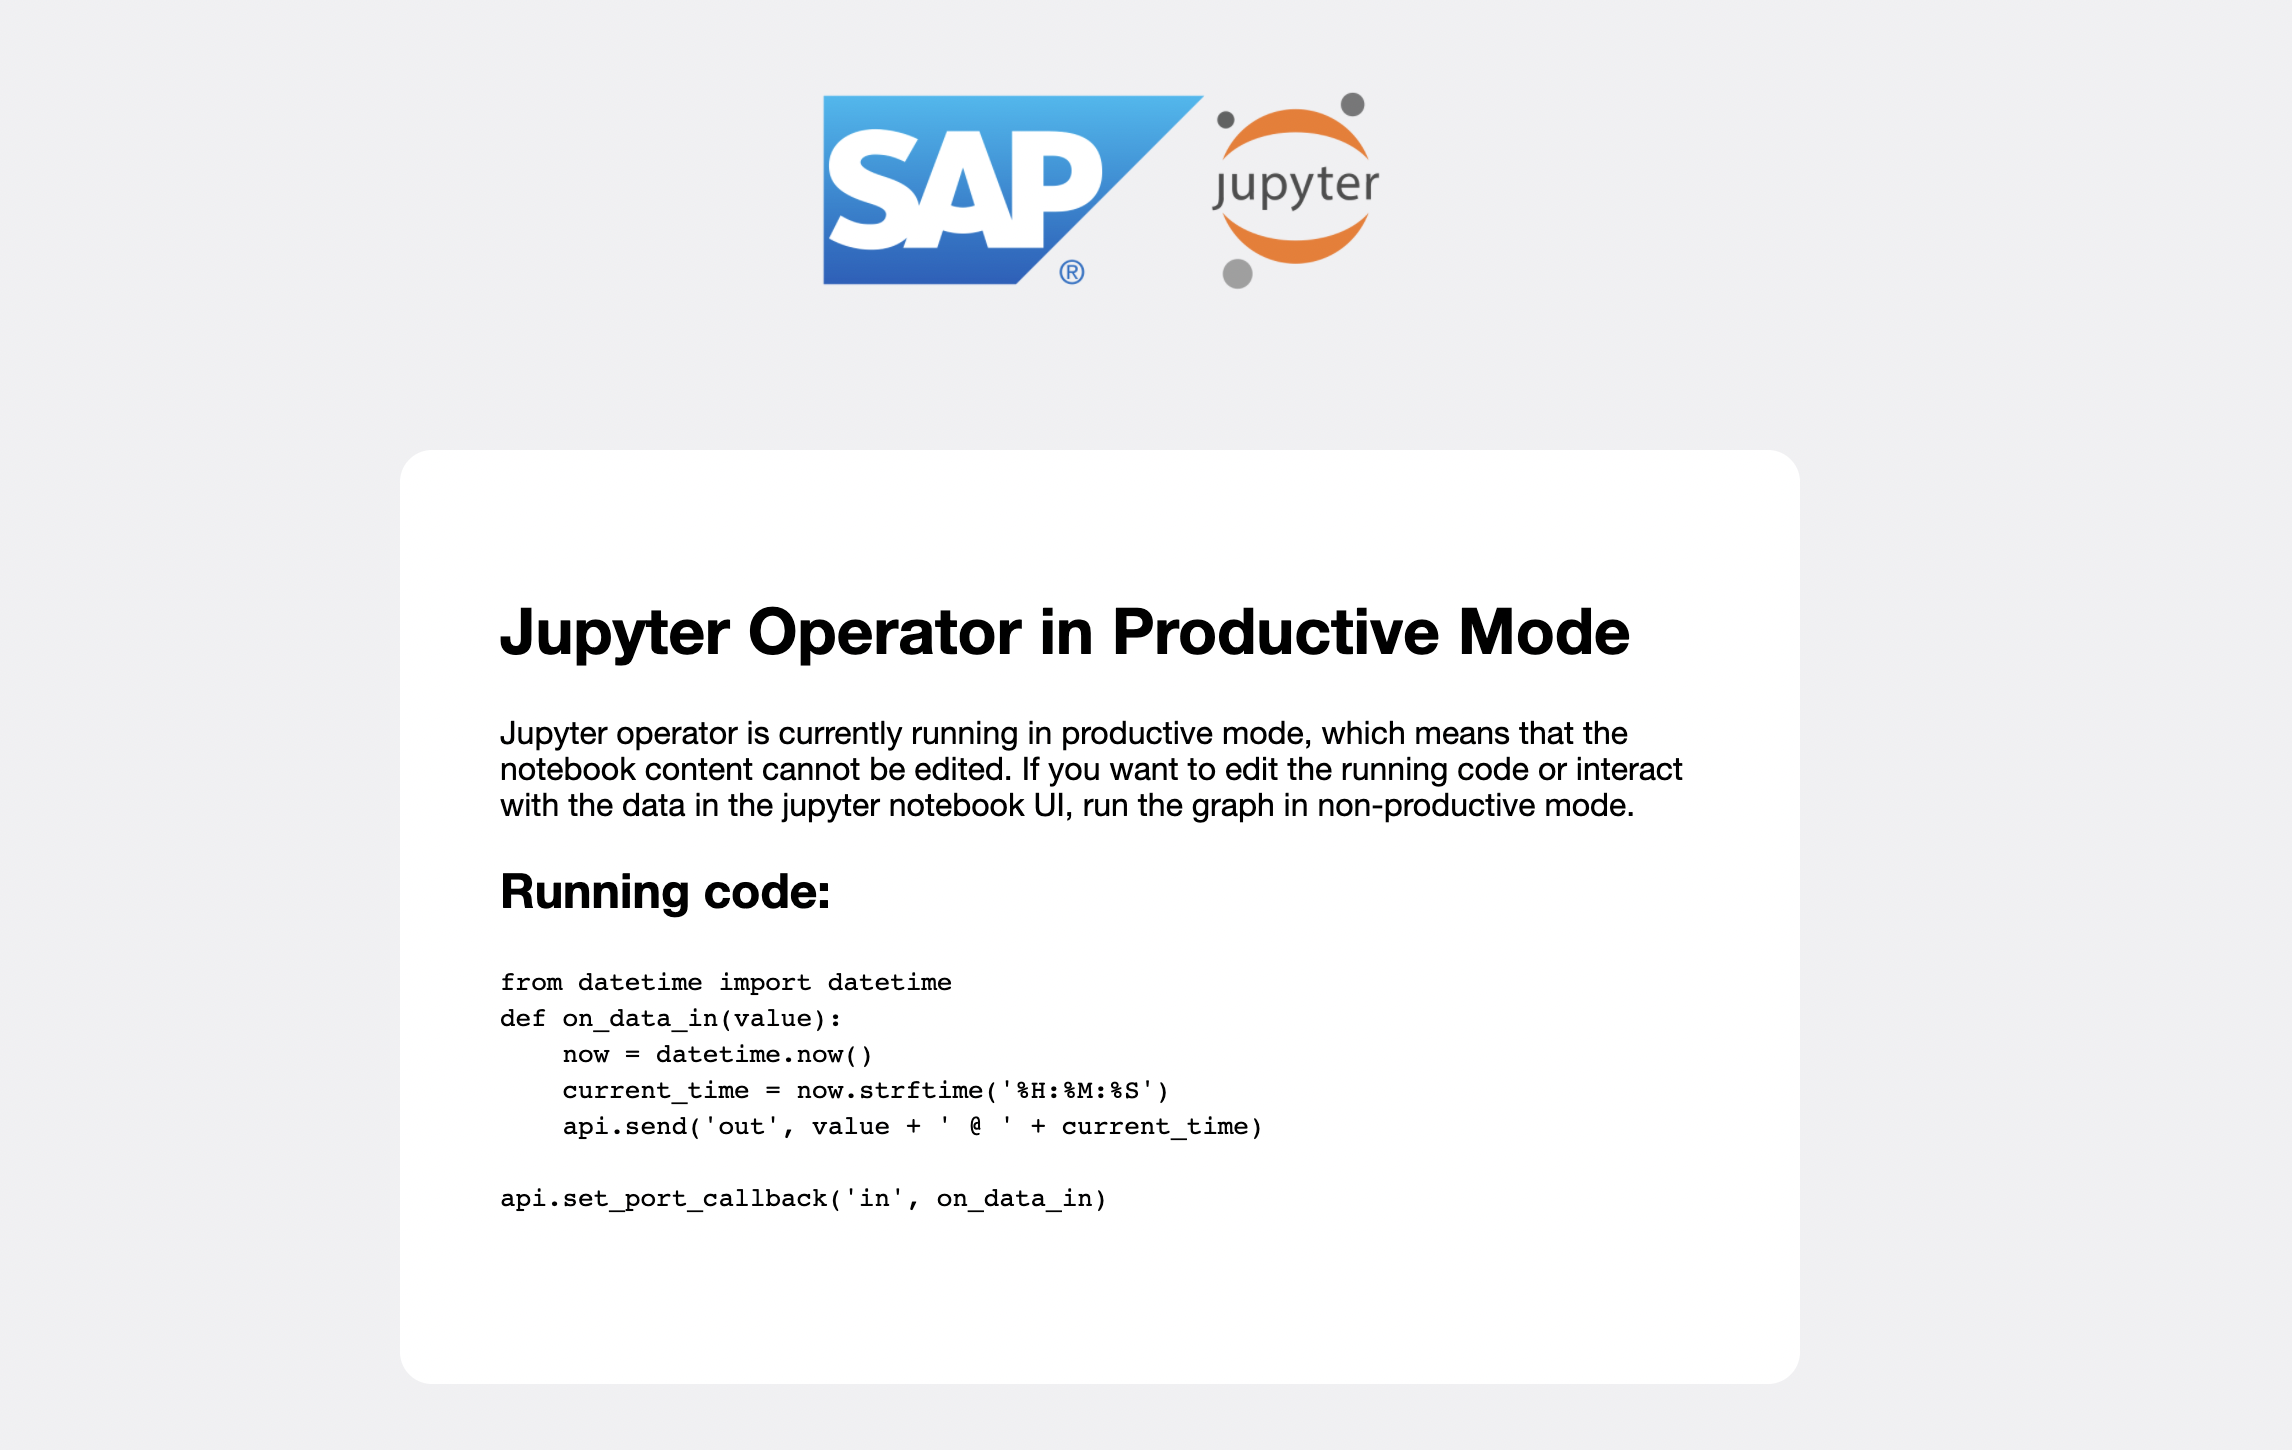 SAP ®
jupyter
Jupyter Operator in Productive Mode
Jupyter operator is currently running in productive mode, which means that the
notebook content cannot be edited. If you want to edit the running code or interact
with the data in the jupyter notebook UI, run the graph in non-productive mode.
Running code:
from datetime import datetime
def on_data_in(value):
    now = datetime.now()
    current_time = now.strftime('%H:%M:%S')
    api.send('out', value + ' @ ' + current_time)
api.set_port_callback('in', on_data_in)